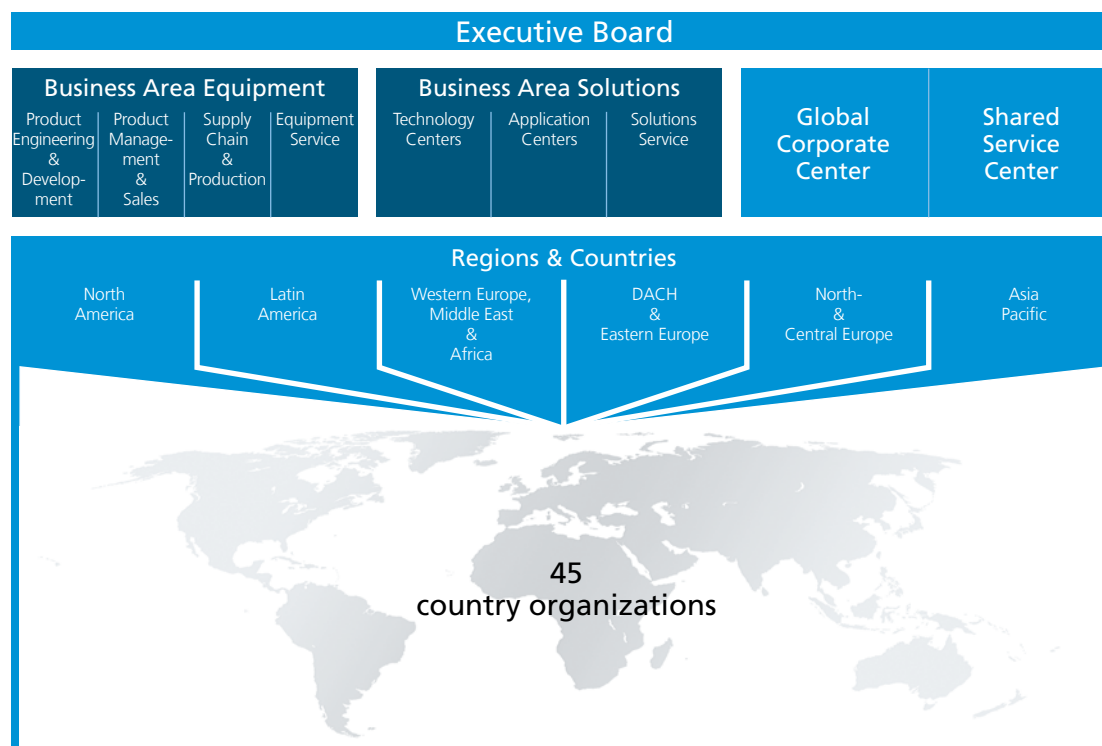 Executive Board
Business Area Equipment
Product
Engineering
&
Develop-
ment
Product
Manage-
ment
&
Sales
Supply
Chain
&
Production
Equipment
Service
Business Area Solutions
Technology
Centers
Application
Centers
Solutions
Service
Global
Corporate
Center
Shared
Service
Center
Regions & Countries
North
America
Latin
America
Western Europe,
Middle East
&
Africa
DACH
&
Eastern Europe
North-
&
Central Europe
Asia
Pacific
45
country organizations